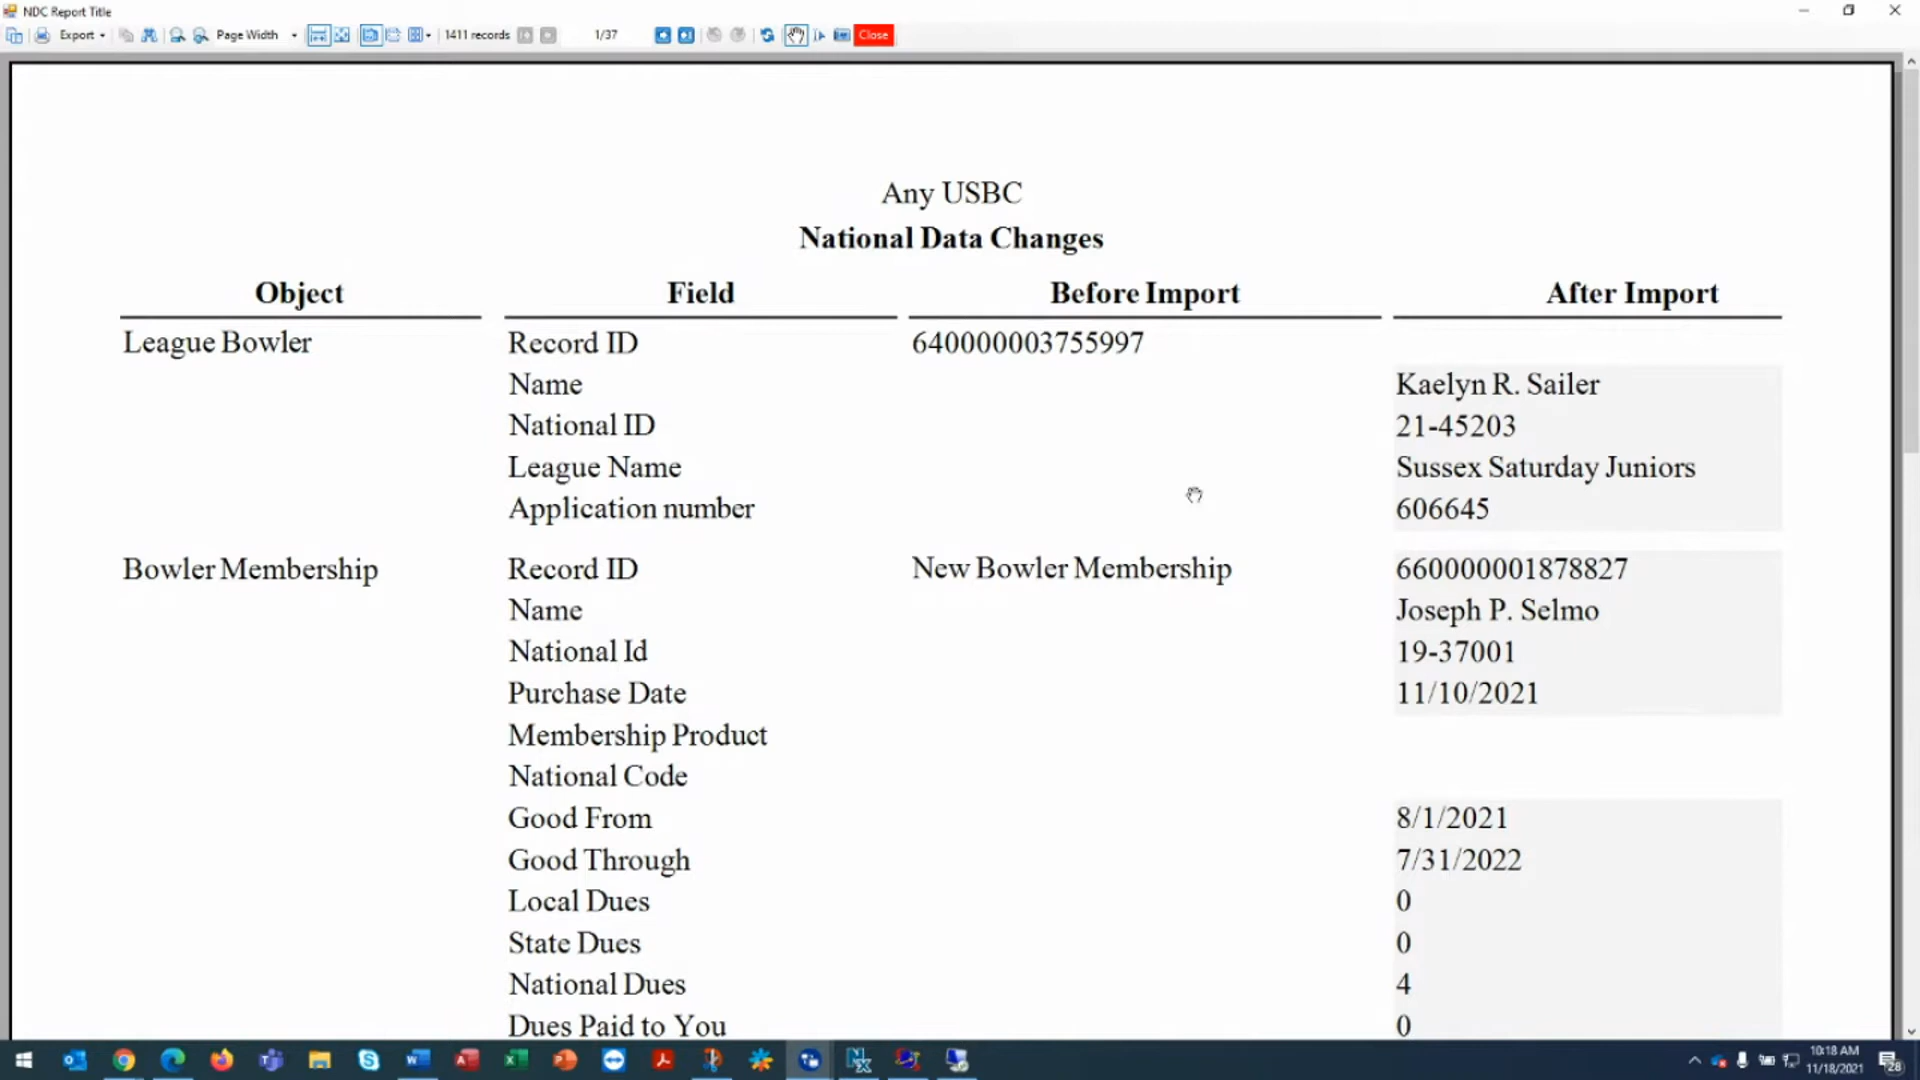 NDC Report Title
Export Page Width 1411 records 1/37 Close
Any USBC
National Data Changes
Object Field Before Import After Import
League Bowler Record ID 640000003755997
Name Kaelyn R. Sailer
National ID 21-45203
League Name Sussex Saturday Juniors
Application number 606645
Bowler Membership Record ID New Bowler Membership 660000001878827
Name Joseph P. Selmo
National Id 19-37001
Purchase Date 11/10/2021
Membership Product
National Code
Good From 8/1/2021
Good Through 7/31/2022
Local Dues 0
State Dues 0
National Dues 4
Dues Paid to You 0
10:18 AM
11/18/2021
28